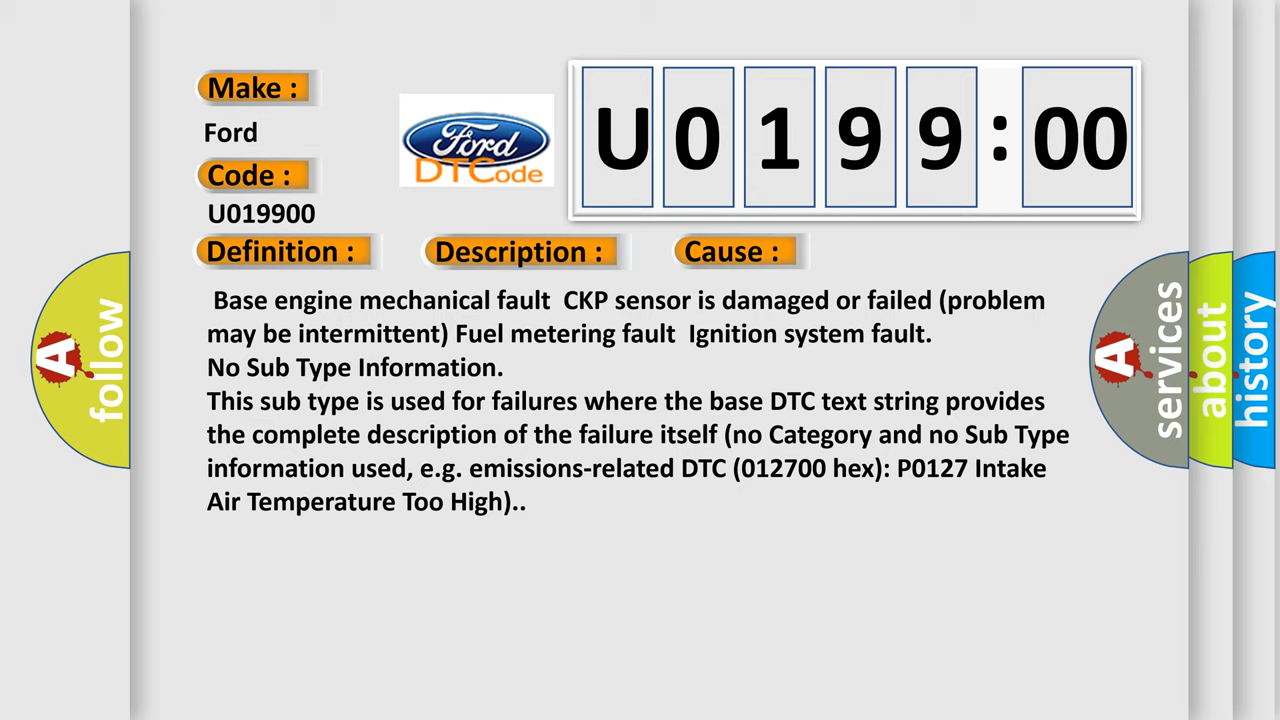 Make :
Ford
Code :
U019900
Ford
DTCode
U0199:00
Definition :
Description :
Cause :
Base engine mechanical fault  CKP sensor is damaged or failed (problem
may be intermittent) Fuel metering fault  Ignition system fault.
No Sub Type Information.
This sub type is used for failures where the base DTC text string provides
the complete description of the failure itself (no Category and no Sub Type
information used, e.g. emissions-related DTC (012700 hex): P0127 Intake
Air Temperature Too High)..
A
follow
A
services
about
history